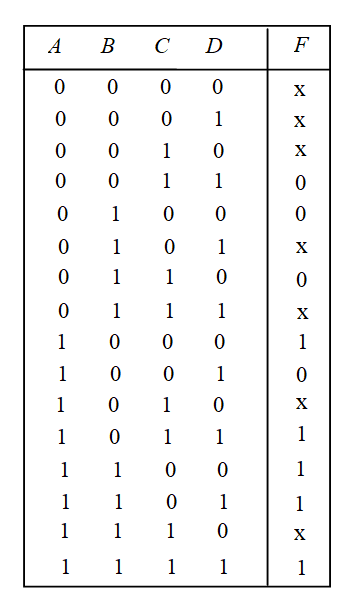 A B C D F
0 0 0 0 x
0 0 0 1 x
0 0 1 0 x
0 0 1 1 0
0 1 0 0 0
0 1 0 1 x
0 1 1 0 0
0 1 1 1 x
1 0 0 0 1
1 0 0 1 0
1 0 1 0 x
1 0 1 1 1
1 1 0 0 1
1 1 0 1 1
1 1 1 0 x
1 1 1 1 1